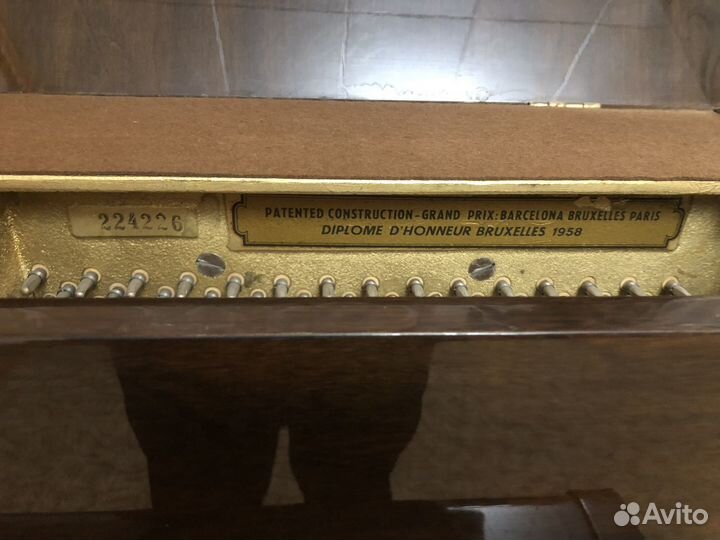 224226
PATENTED CONSTRUCTION-GRAND PRIX: BARCELONA BRUXELLES PARIS
DIPLOME D'HONNEUR BRUXELLES 1958
Avito